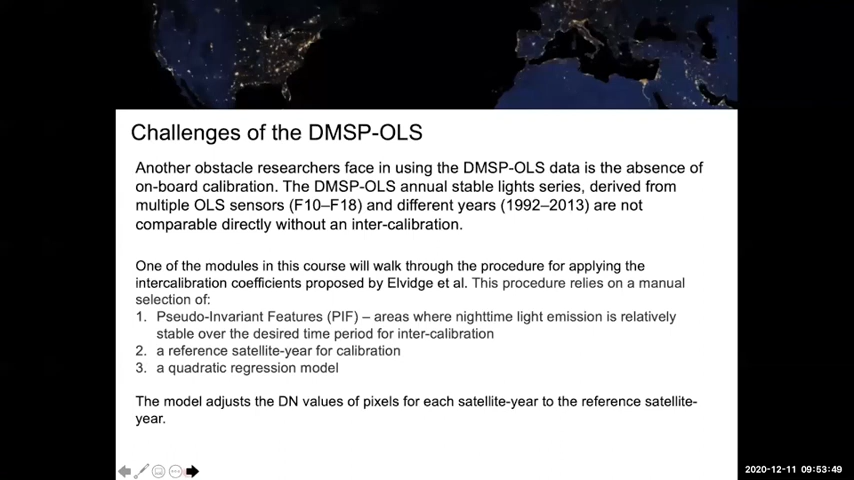 Challenges of the DMSP-OLS
Another obstacle researchers face in using the DMSP-OLS data is the absence of
on-board calibration. The DMSP-OLS annual stable lights series, derived from
multiple OLS sensors (F10–F18) and different years (1992–2013) are not
comparable directly without an inter-calibration.
One of the modules in this course will walk through the procedure for applying the
intercalibration coefficients proposed by Elvidge et al. This procedure relies on a manual
selection of:
1. Pseudo-Invariant Features (PIF) – areas where nighttime light emission is relatively
stable over the desired time period for inter-calibration
2. a reference satellite-year for calibration
3. a quadratic regression model
The model adjusts the DN values of pixels for each satellite-year to the reference satellite-
year.
2020-12-11 09:53:49